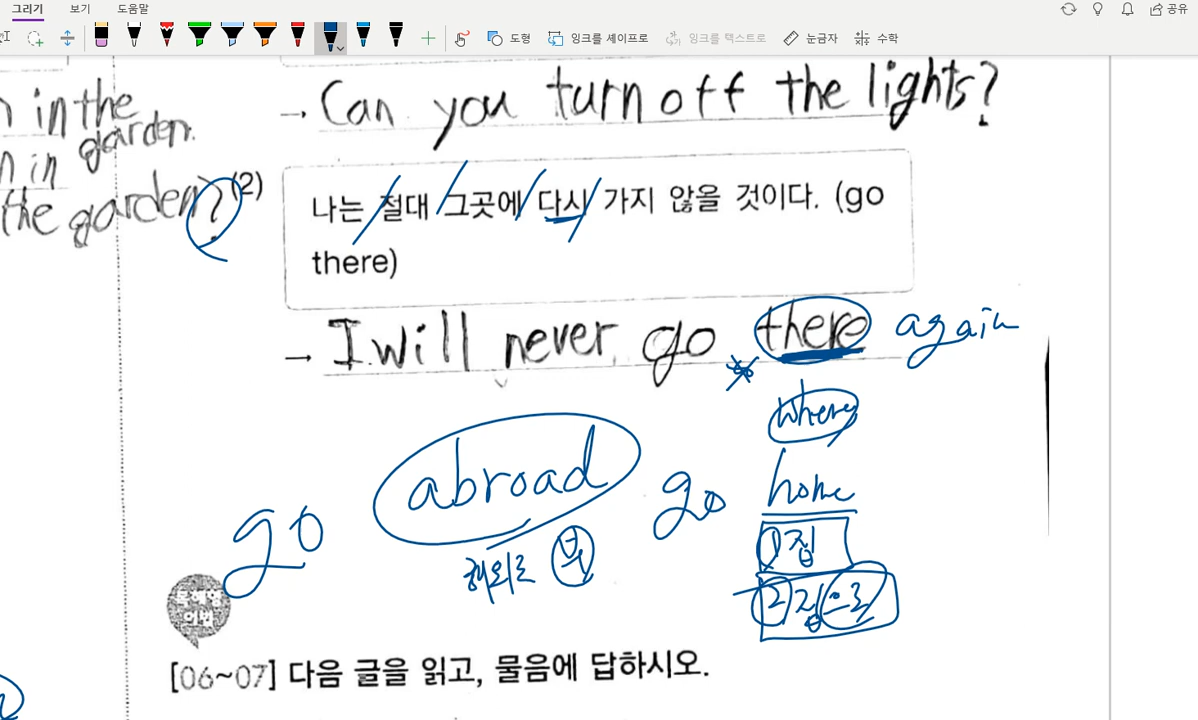 그리기 보기 도움말 공유
도형 잉크를 셰이프로 잉크를 텍스트로 눈금자 수학
in the
garden.
in
the garden?
→ Can you turn off the lights?
(2) 나는 절대 그곳에 다시 가지 않을 것이다. (go
there)
→ I will never go there again
where
go abroad go home
해외로 부 ①집
②집으로
[06~07] 다음 글을 읽고, 물음에 답하시오.